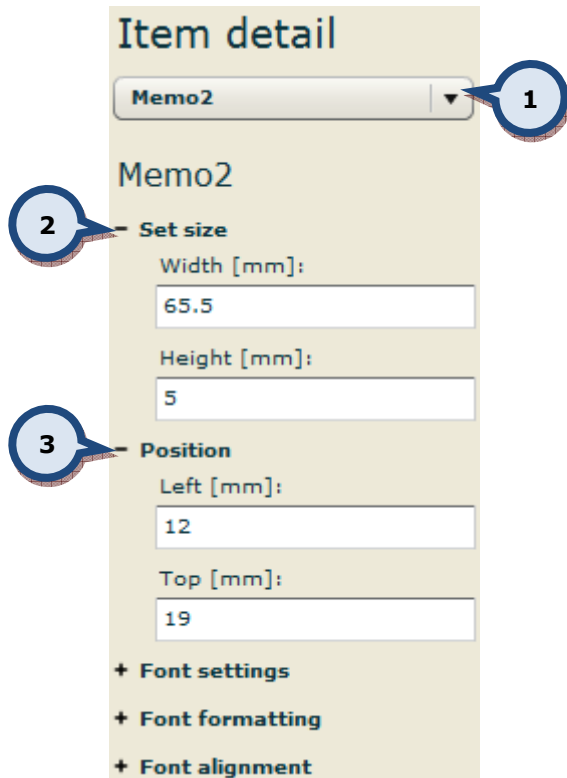 Item detail
Memo2
1
Memo2
2
- Set size
Width [mm]:
65.5
Height [mm]:
5
3
- Position
Left [mm]:
12
Top [mm]:
19
+ Font settings
+ Font formatting
+ Font alignment